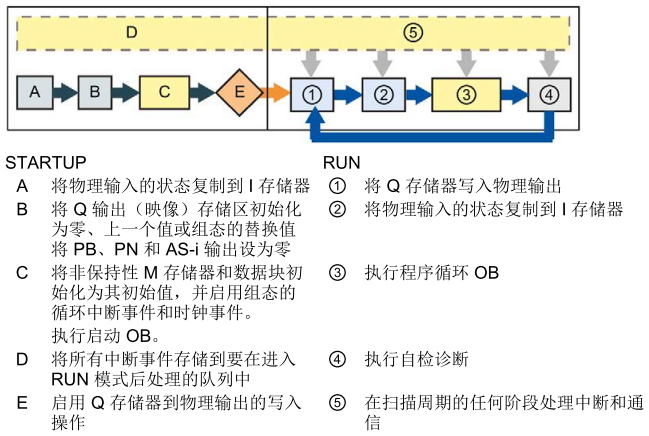 D
⑤
A
B
C
E
①
②
③
④
STARTUP
RUN
A 将物理输入的状态复制到 I 存储器
① 将 Q 存储器写入物理输出
B 将 Q 输出（映像）存储区初始化
为零、上一个值或组态的替换值
将 PB、PN 和 AS-i 输出设为零
② 将物理输入的状态复制到 I 存储器
C 将非保持性 M 存储器和数据块初
始化为其初始值，并启用组态的
循环中断事件和时钟事件。
执行启动 OB。
③ 执行程序循环 OB
D 将所有中断事件存储到要在进入
RUN 模式后处理的队列中
④ 执行自检诊断
E 启用 Q 存储器到物理输出的写入
操作
⑤ 在扫描周期的任何阶段处理中断和通
信